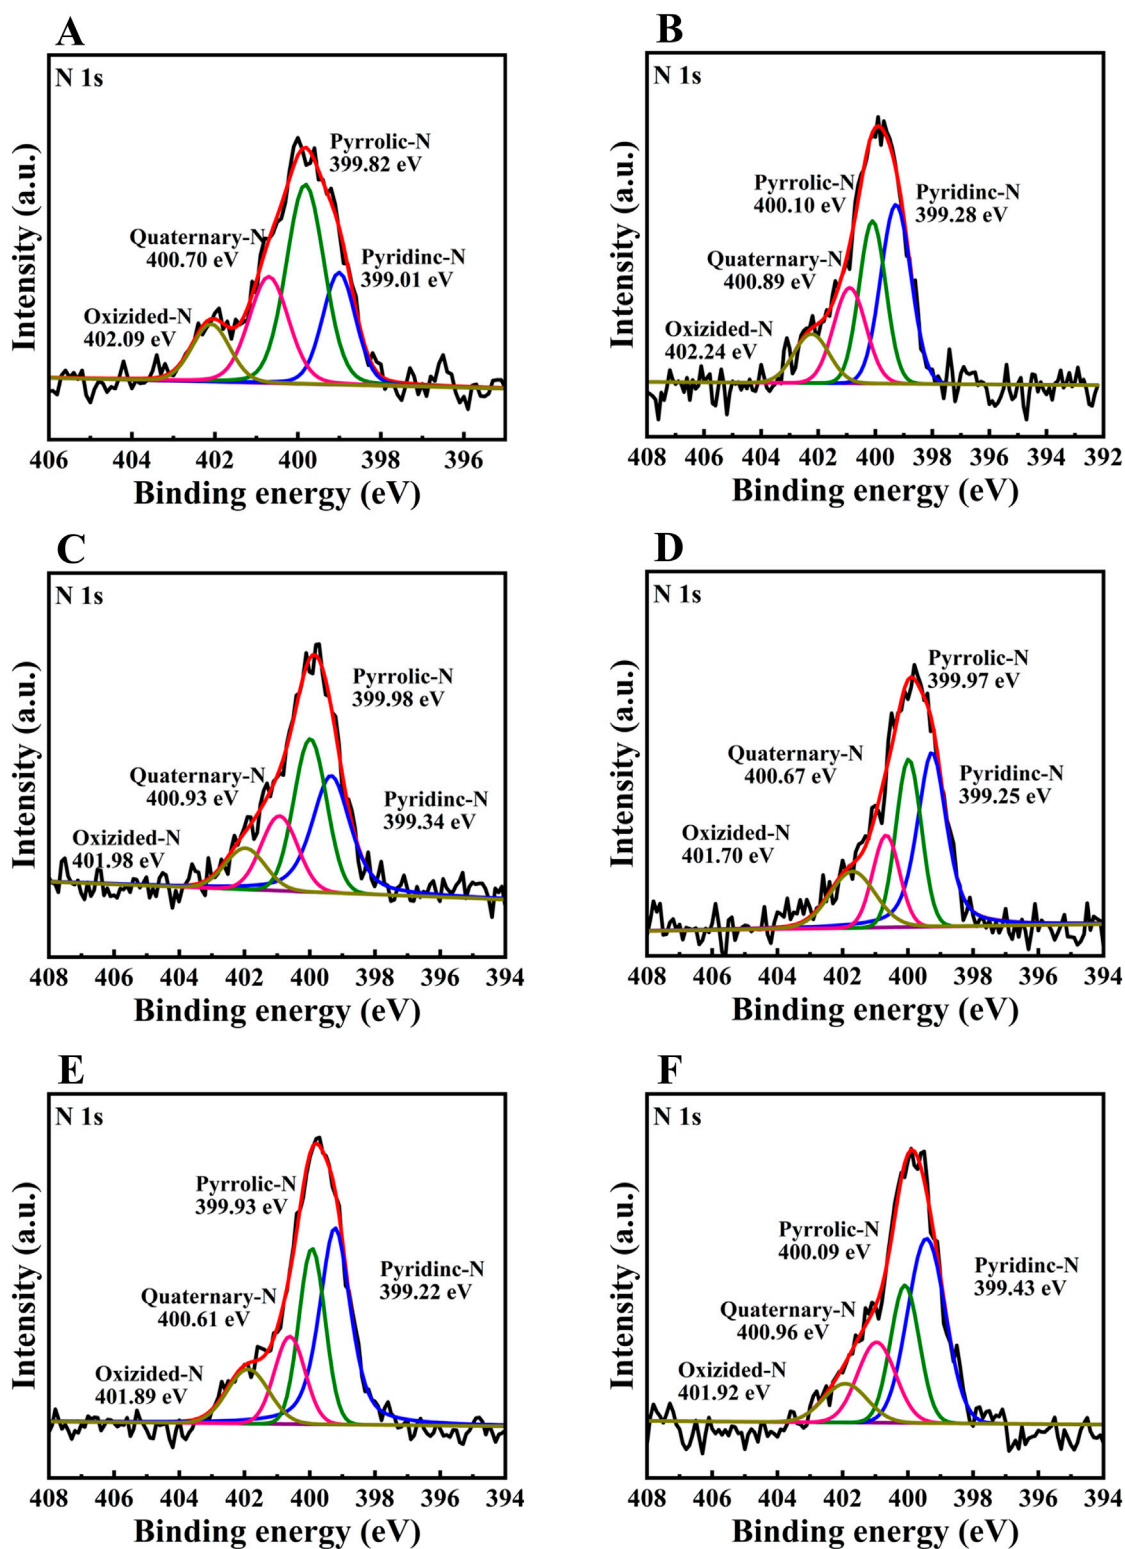 A
N 1s
Pyrrolic-N
399.82 eV
Quaternary-N
400.70 eV
Pyridinc-N
399.01 eV
Oxizided-N
402.09 eV
Intensity (a.u.)
406 404 402 400 398 396
Binding energy (eV)
B
N 1s
Pyrrolic-N
400.10 eV
Pyridinc-N
399.28 eV
Quaternary-N
400.89 eV
Oxizided-N
402.24 eV
Intensity (a.u.)
408 406 404 402 400 398 396 394 392
Binding energy (eV)
C
N 1s
Pyrrolic-N
399.98 eV
Quaternary-N
400.93 eV
Pyridinc-N
399.34 eV
Oxizided-N
401.98 eV
Intensity (a.u.)
408 406 404 402 400 398 396 394
Binding energy (eV)
D
N 1s
Pyrrolic-N
399.97 eV
Quaternary-N
400.67 eV
Pyridinc-N
399.25 eV
Oxizided-N
401.70 eV
Intensity (a.u.)
408 406 404 402 400 398 396 394
Binding energy (eV)
E
N 1s
Pyrrolic-N
399.93 eV
Pyridinc-N
399.22 eV
Quaternary-N
400.61 eV
Oxizided-N
401.89 eV
Intensity (a.u.)
408 406 404 402 400 398 396 394
Binding energy (eV)
F
N 1s
Pyrrolic-N
400.09 eV
Pyridinc-N
399.43 eV
Quaternary-N
400.96 eV
Oxizided-N
401.92 eV
Intensity (a.u.)
408 406 404 402 400 398 396 394
Binding energy (eV)